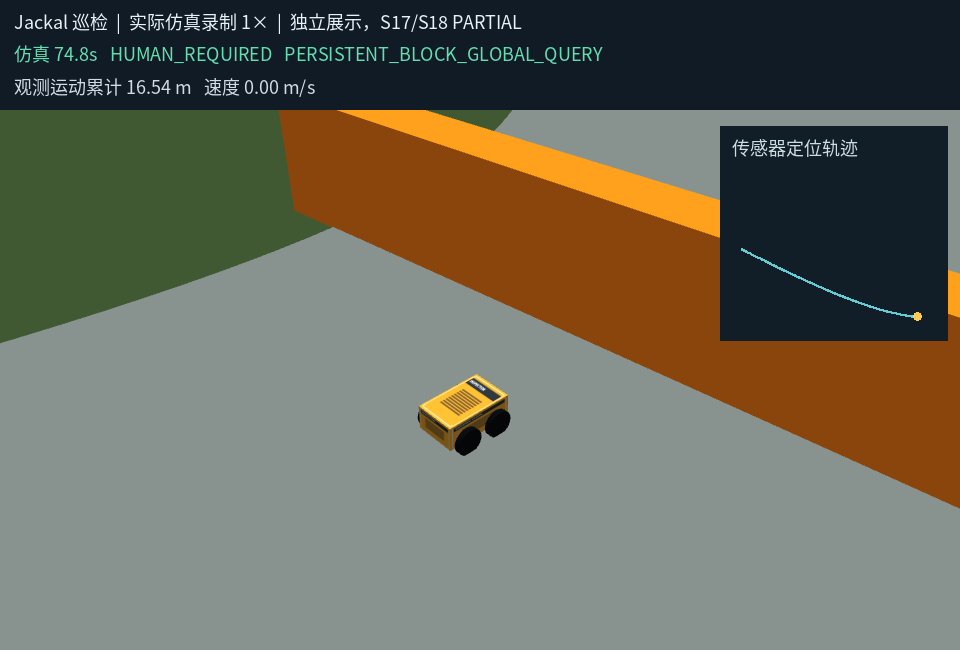 Jackal 巡检 | 实际仿真录制 1× | 独立展示，S17/S18 PARTIAL
仿真 74.8s HUMAN_REQUIRED PERSISTENT_BLOCK_GLOBAL_QUERY
观测运动累计 16.54 m 速度 0.00 m/s
传感器定位轨迹